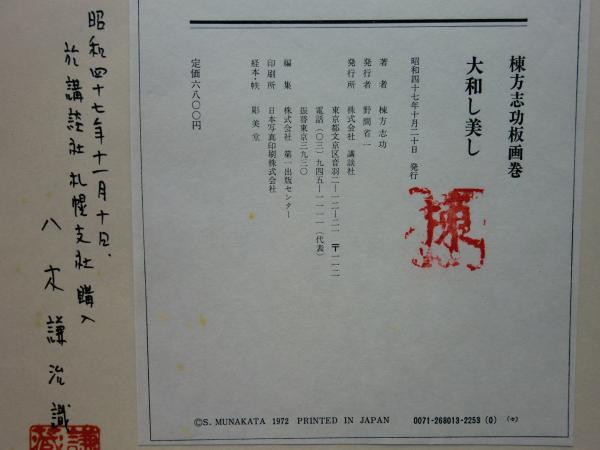 棟方志功板画巻
大和し美し
昭和四十七年十月二十日 発行
著者 棟方志功
発行者 野間省一
発行所 株式会社 講談社
東京都文京区音羽二ー一二ー二一 〒一一二
電話(〇三)九四五ー一一一一(代表)
振替東京三九三〇
編集 株式会社 第一出版センター
印刷所 日本写真印刷株式会社
経本・帙 彫美堂
定価六八〇〇円
棟
©S. MUNAKATA 1972 PRINTED IN JAPAN 0071-268013-2253 (0) (セ)
昭和四十七年十一月十日、
於講談社札幌支社購入
八木謙治識